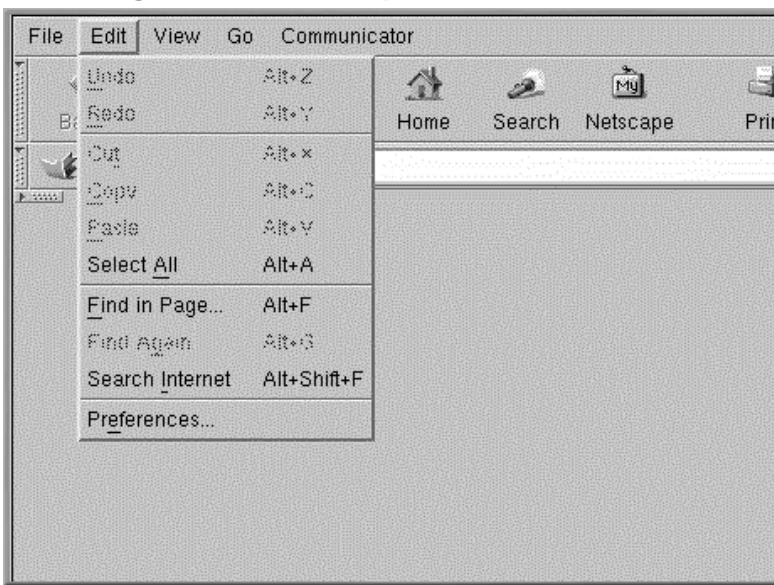 File Edit View Go Communicator
Home Search Netscape
My
Undo Alt+Z
Redo Alt+Y
Cut Alt+X
Copy Alt+C
Paste Alt+V
Select All Alt+A
Find in Page... Alt+F
Find Again Alt+G
Search Internet Alt+Shift+F
Preferences...